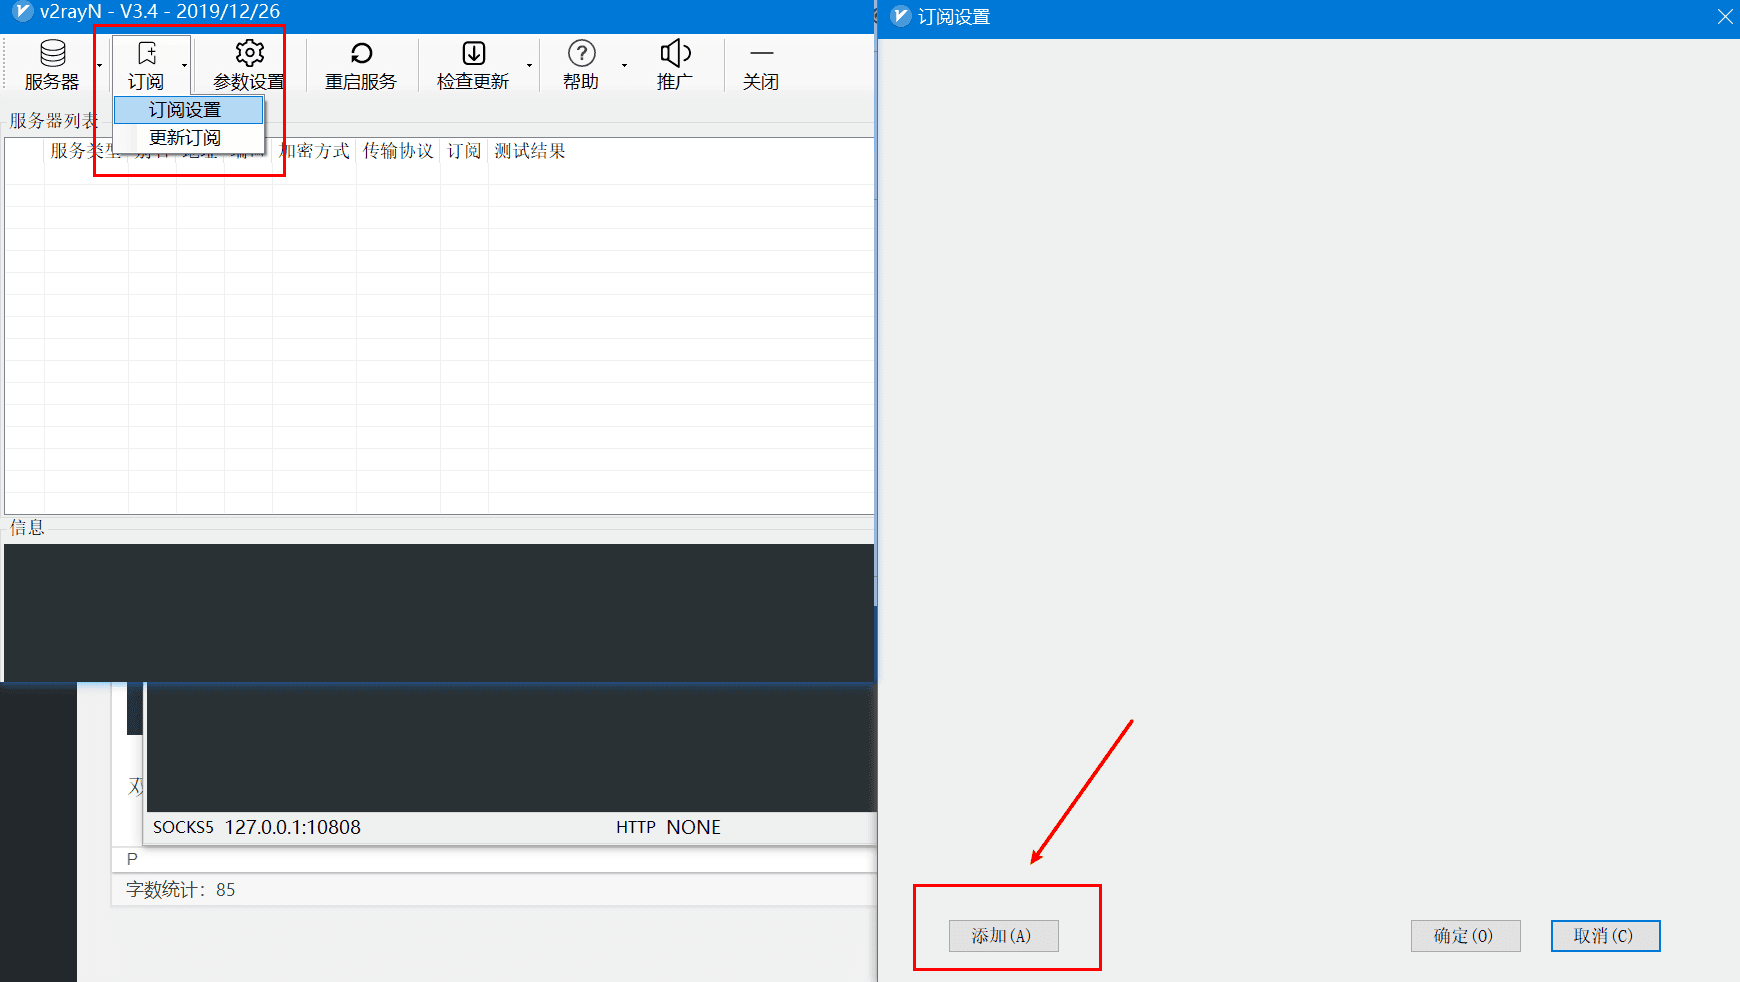 v2rayN - V3.4 - 2019/12/26
服务器 订阅 参数设置 重启服务 检查更新 帮助 推广 关闭
订阅设置
更新订阅
服务器列表
服务类型 加密方式 传输协议 订阅 测试结果
信息
SOCKS5 127.0.0.1:10808 HTTP NONE
P
字数统计：85
订阅设置
添加(A) 确定(O) 取消(C)